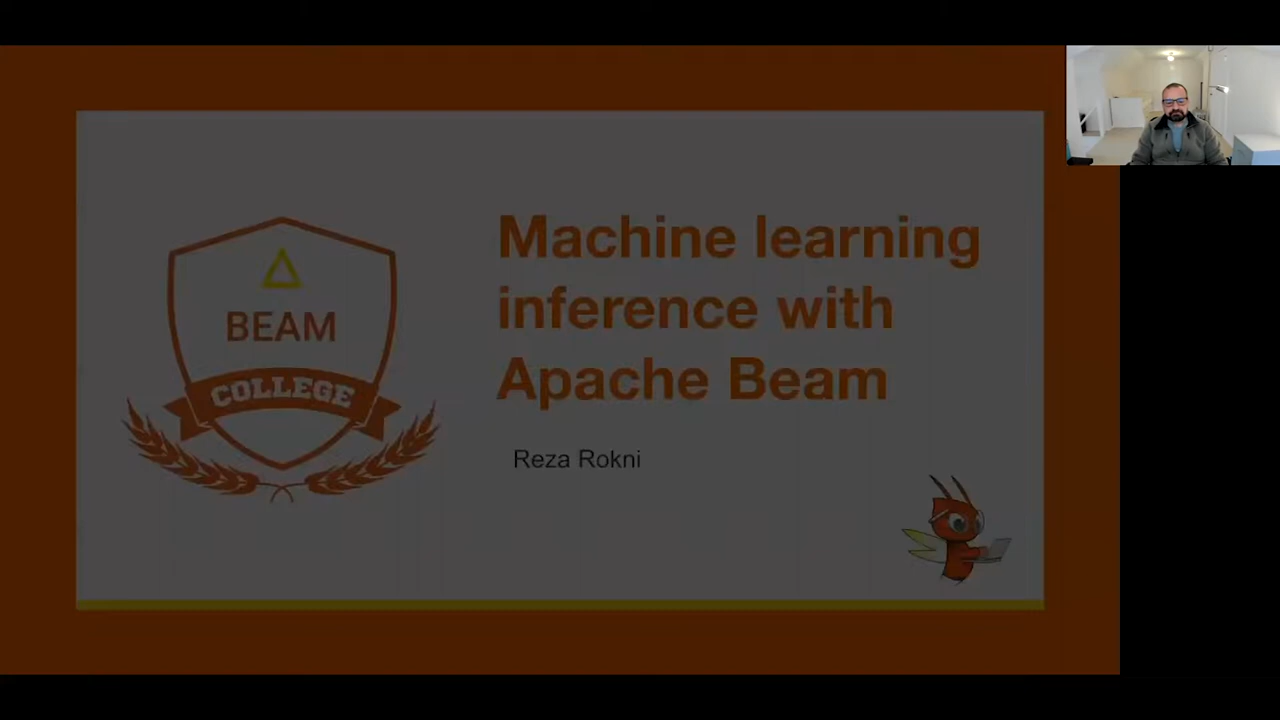 Machine learning
inference with
Apache Beam
Reza Rokni
BEAM
COLLEGE